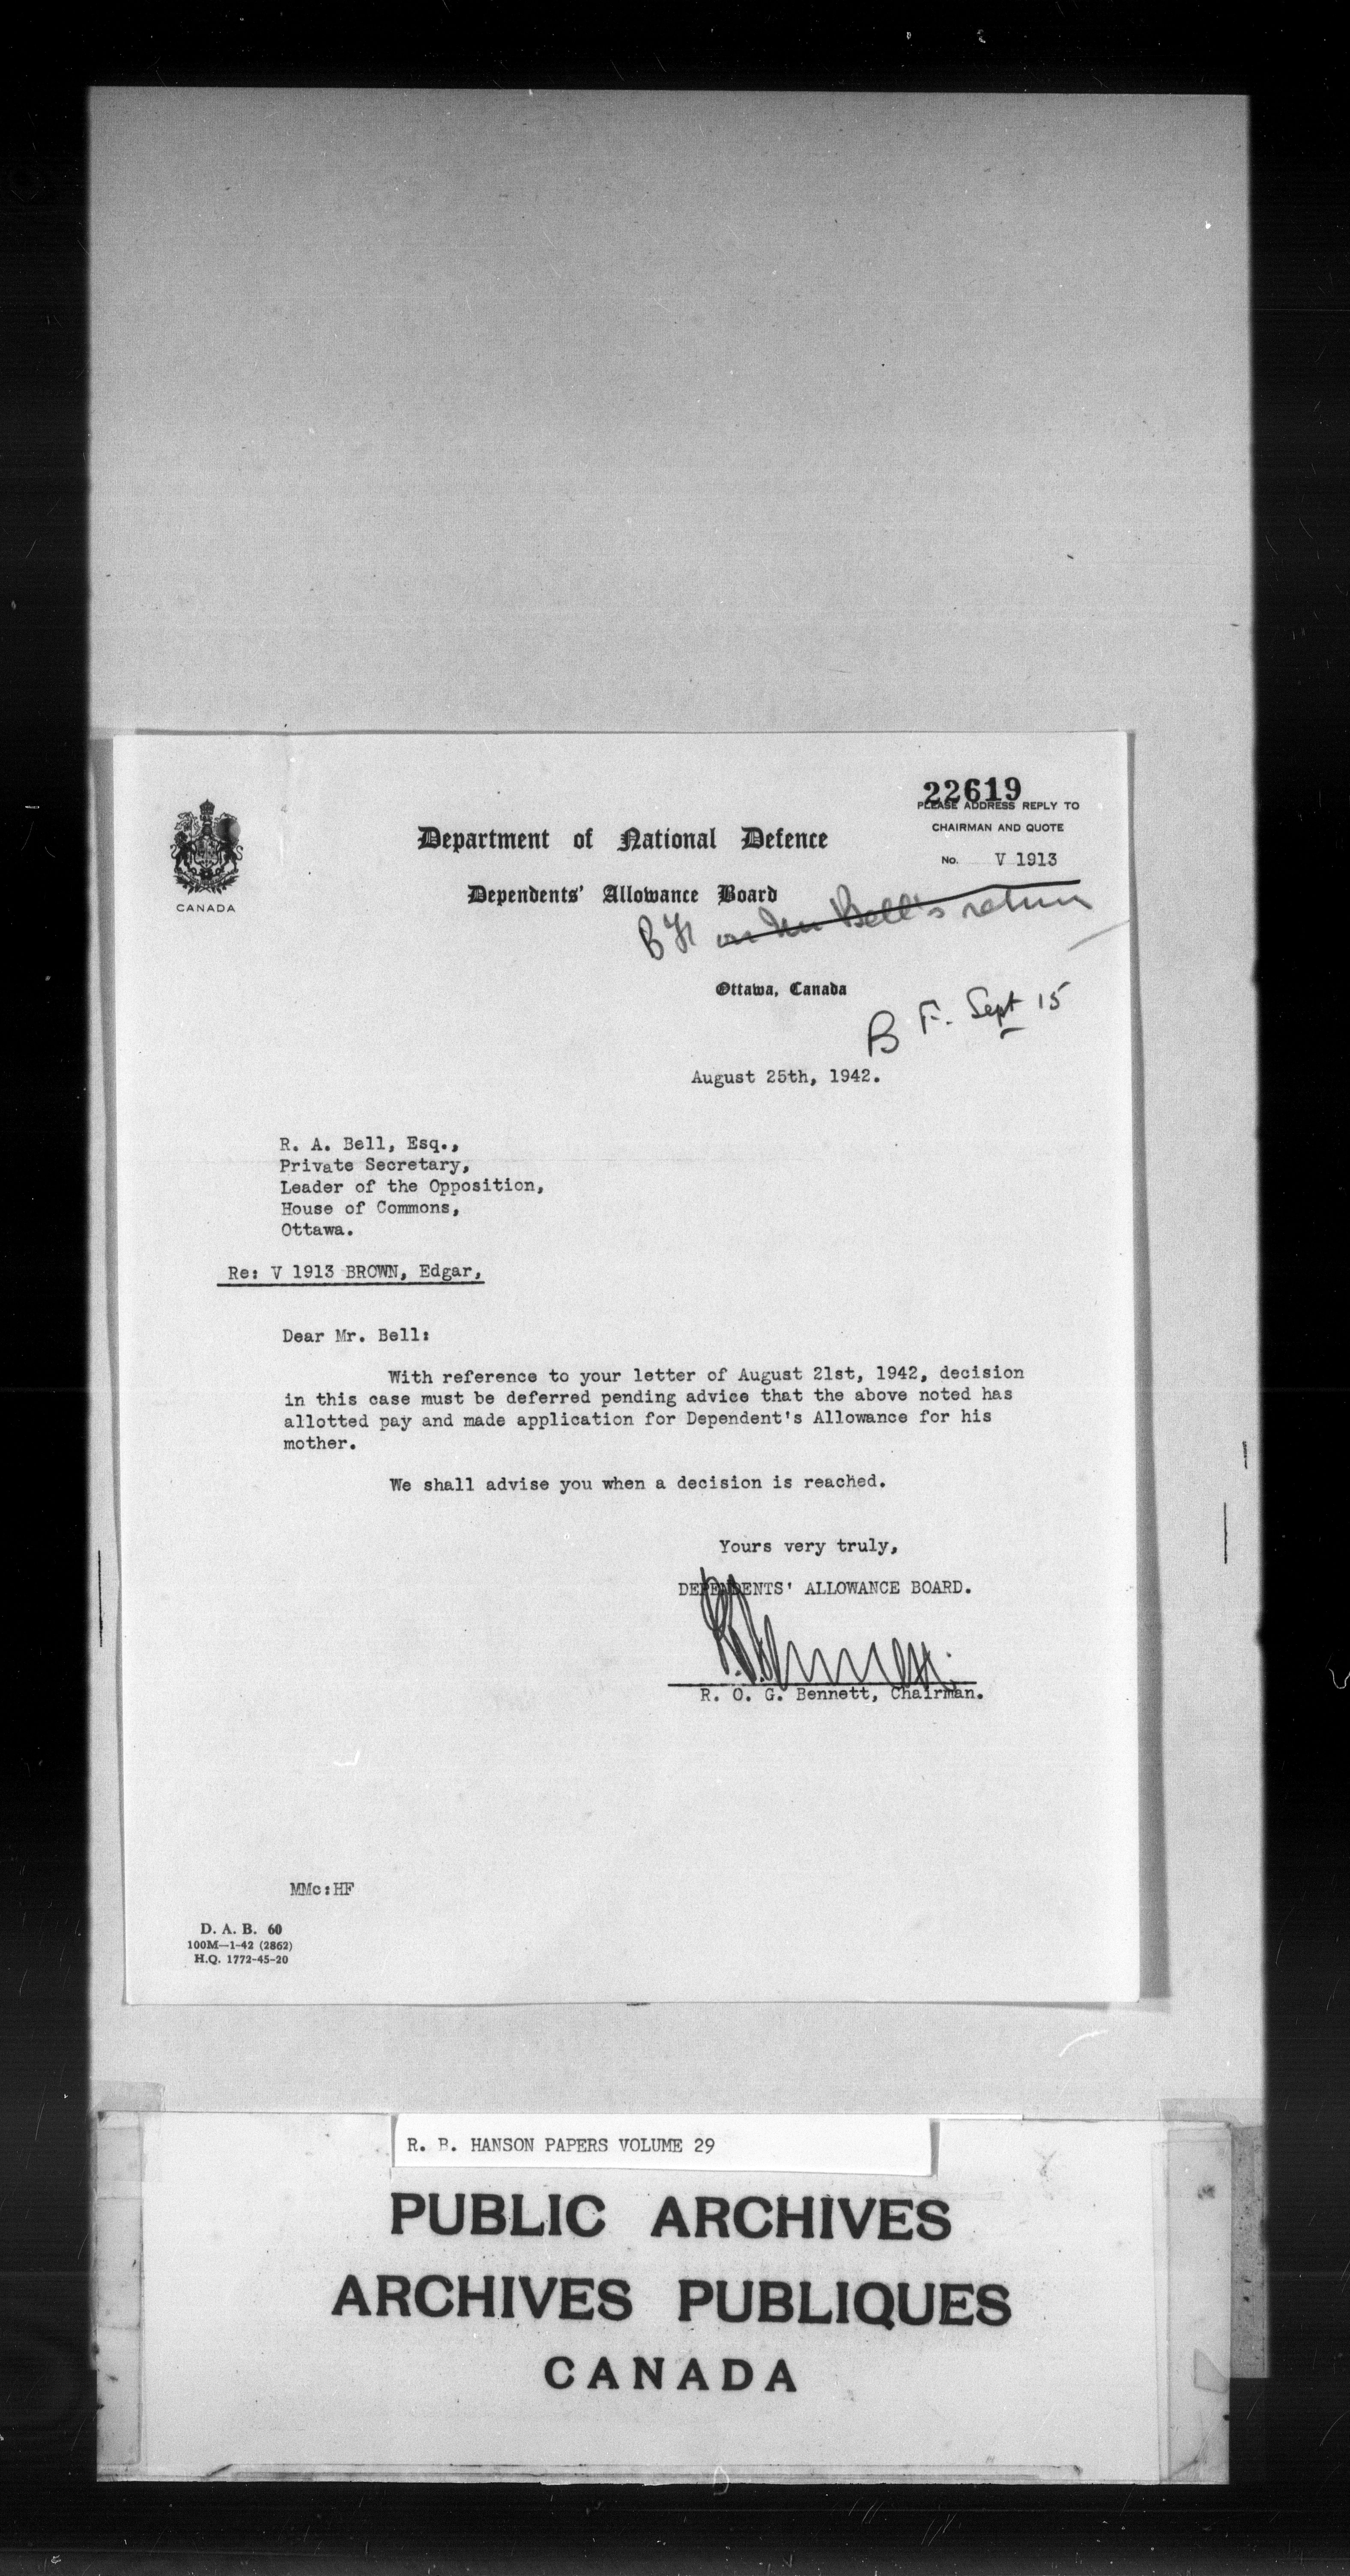 22619
PLEASE ADDRESS REPLY TO
CHAIRMAN AND QUOTE
No. V 1913
CANADA
Department of National Defence
Dependents' Allowance Board
B F on Mr Bell's return
Ottawa, Canada
B F. Sept 15
August 25th, 1942.
R. A. Bell, Esq.,
Private Secretary,
Leader of the Opposition,
House of Commons,
Ottawa.
Re: V 1913 BROWN, Edgar,
Dear Mr. Bell:
With reference to your letter of August 21st, 1942, decision
in this case must be deferred pending advice that the above noted has
allotted pay and made application for Dependent's Allowance for his
mother.
We shall advise you when a decision is reached.
Yours very truly,
DEPENDENTS' ALLOWANCE BOARD.
R. O. G. Bennett, Chairman.
MMc:HF
D. A. B. 60
100M—1-42 (2862)
H.Q. 1772-45-20
R. B. HANSON PAPERS VOLUME 29
PUBLIC ARCHIVES
ARCHIVES PUBLIQUES
CANADA